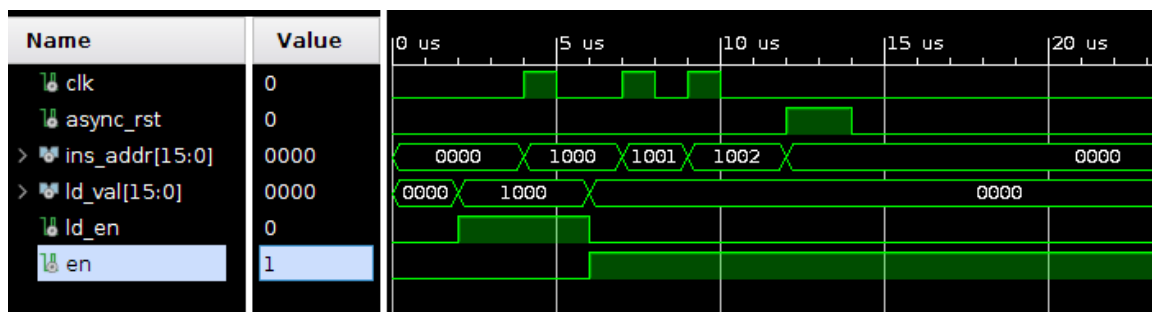 Name Value 0 us 5 us 10 us 15 us 20 us
clk 0
async_rst 0
> ins_addr[15:0] 0000 0000 1000 1001 1002 0000
> ld_val[15:0] 0000 0000 1000 0000
ld_en 0
en 1